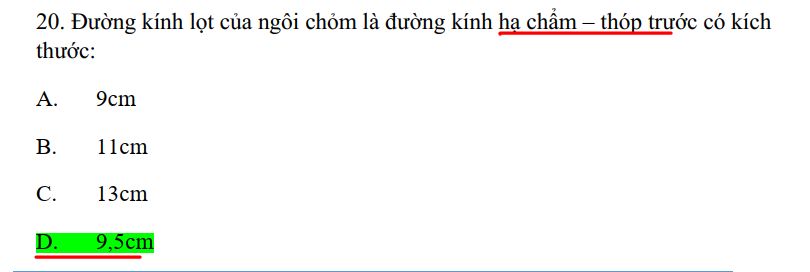 20. Đường kính lọt của ngôi chỏm là đường kính hạ chẩm – thóp trước có kích
thước:
A. 9cm
B. 11cm
C. 13cm
D. 9,5cm